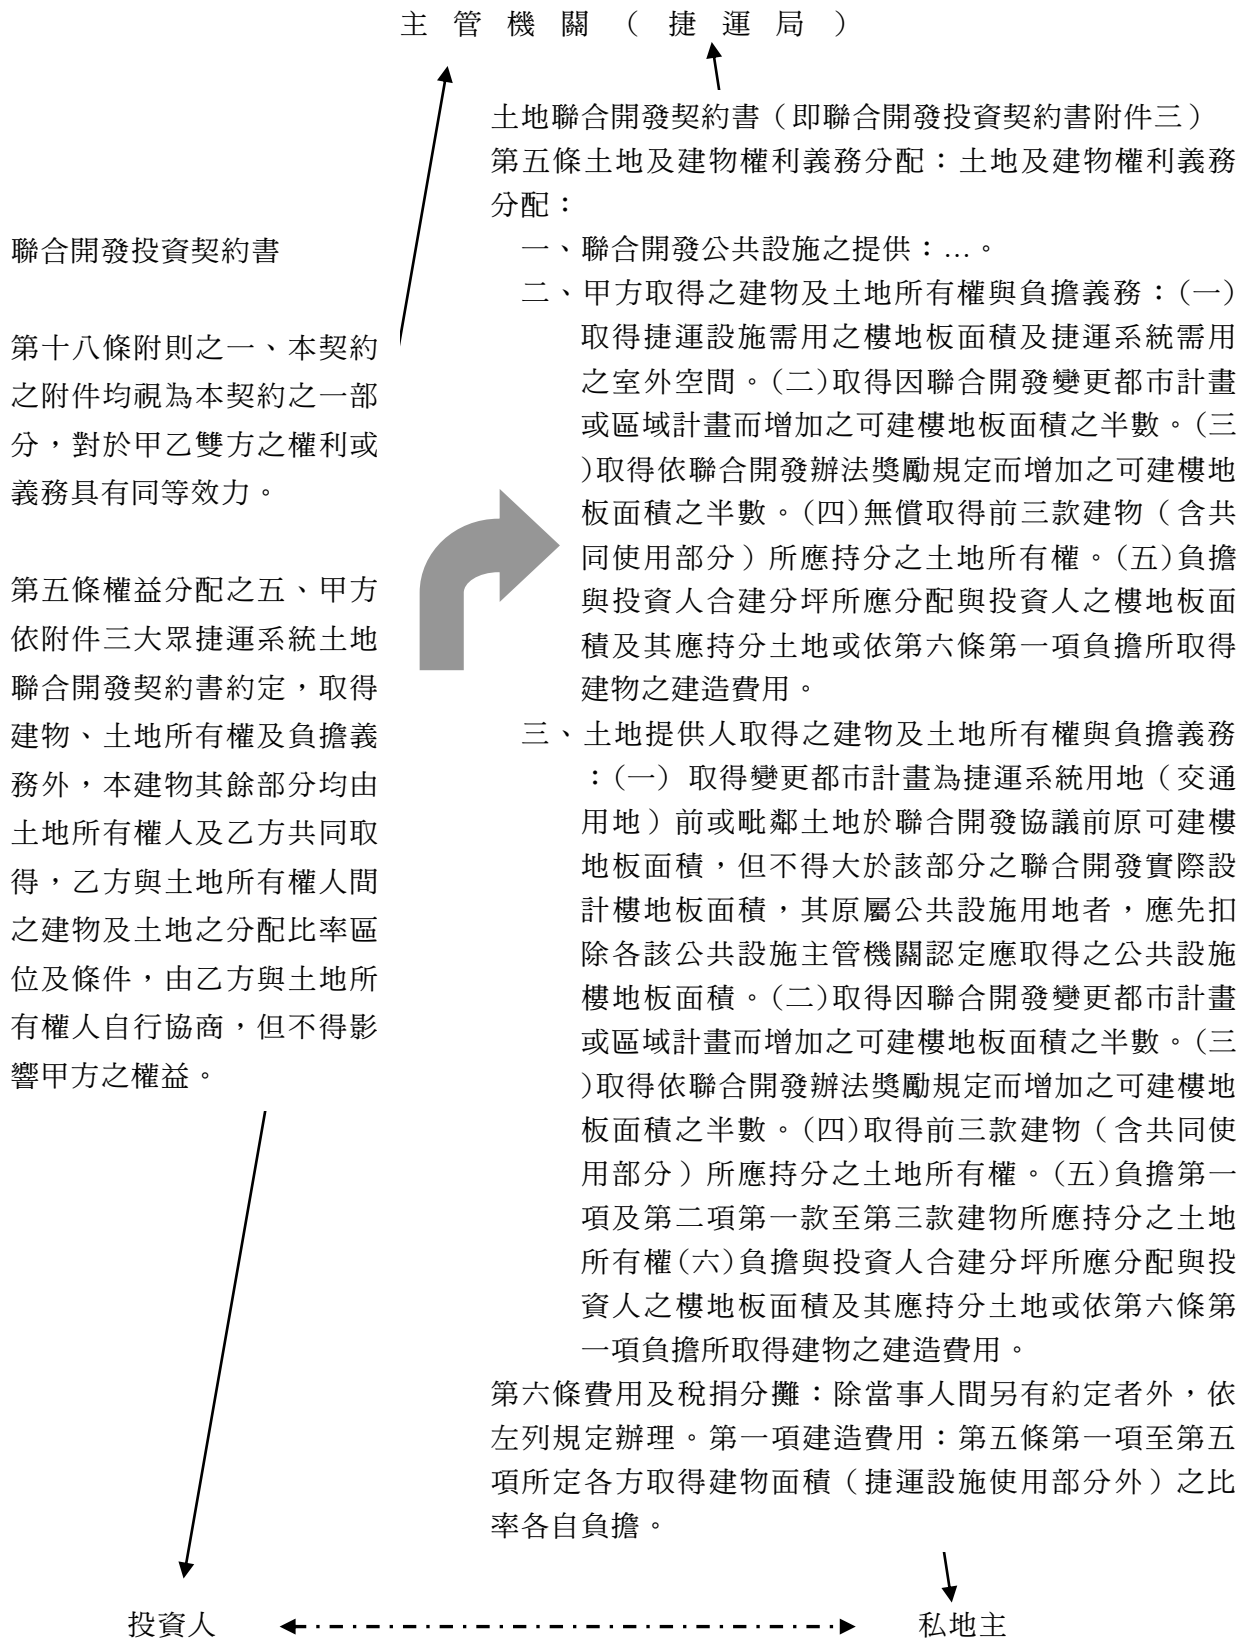 主管機關（捷運局）
聯合開發投資契約書
第十八條附則之一、本契約
之附件均視為本契約之一部
分，對於甲乙雙方之權利或
義務具有同等效力。
第五條權益分配之五、甲方
依附件三大眾捷運系統土地
聯合開發契約書約定，取得
建物、土地所有權及負擔義
務外，本建物其餘部分均由
土地所有權人及乙方共同取
得，乙方與土地所有權人間
之建物及土地之分配比率區
位及條件，由乙方與土地所
有權人自行協商，但不得影
響甲方之權益。
土地聯合開發契約書（即聯合開發投資契約書附件三）
第五條土地及建物權利義務分配：土地及建物權利義務
分配：
一、聯合開發公共設施之提供：…。
二、甲方取得之建物及土地所有權與負擔義務：(一)
取得捷運設施需用之樓地板面積及捷運系統需用
之室外空間。(二)取得因聯合開發變更都市計畫
或區域計畫而增加之可建樓地板面積之半數。(三
)取得依聯合開發辦法獎勵規定而增加之可建樓地
板面積之半數。(四)無償取得前三款建物（含共
同使用部分）所應持分之土地所有權。(五)負擔
與投資人合建分坪所應分配與投資人之樓地板面
積及其應持分土地或依第六條第一項負擔所取得
建物之建造費用。
三、土地提供人取得之建物及土地所有權與負擔義務
：(一) 取得變更都市計畫為捷運系統用地（交通
用地）前或毗鄰土地於聯合開發協議前原可建樓
地板面積，但不得大於該部分之聯合開發實際設
計樓地板面積，其原屬公共設施用地者，應先扣
除各該公共設施主管機關認定應取得之公共設施
樓地板面積。(二)取得因聯合開發變更都市計畫
或區域計畫而增加之可建樓地板面積之半數。(三
)取得依聯合開發辦法獎勵規定而增加之可建樓地
板面積之半數。(四)取得前三款建物（含共同使
用部分）所應持分之土地所有權。(五)負擔第一
項及第二項第一款至第三款建物所應持分之土地
所有權(六)負擔與投資人合建分坪所應分配與投
資人之樓地板面積及其應持分土地或依第六條第
一項負擔所取得建物之建造費用。
第六條費用及稅捐分攤：除當事人間另有約定者外，依
左列規定辦理。第一項建造費用：第五條第一項至第五
項所定各方取得建物面積（捷運設施使用部分外）之比
率各自負擔。
投資人
私地主